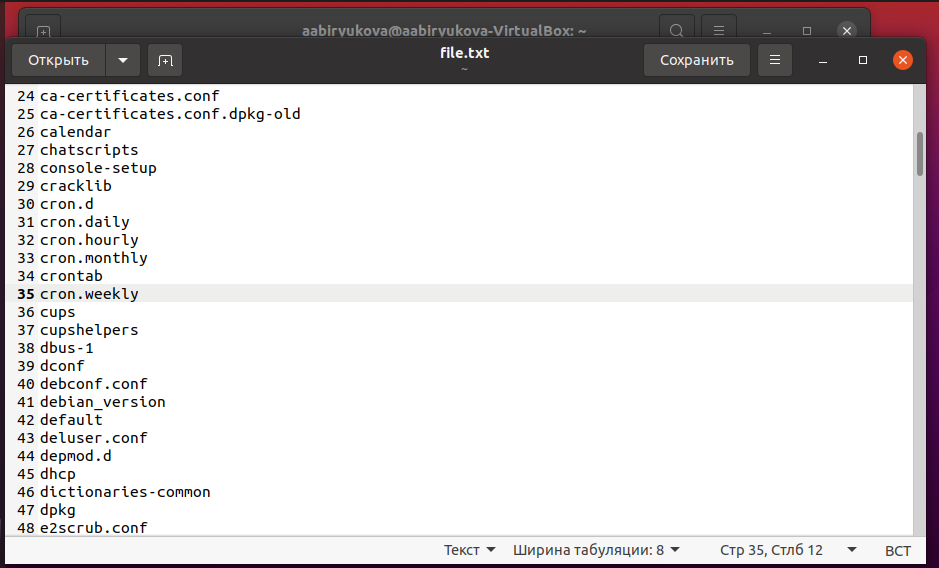 aabiryukova@aabiryukova-VirtualBox: ~
Открыть
file.txt
~
Сохранить
24 ca-certificates.conf
25 ca-certificates.conf.dpkg-old
26 calendar
27 chatscripts
28 console-setup
29 cracklib
30 cron.d
31 cron.daily
32 cron.hourly
33 cron.monthly
34 crontab
35 cron.weekly
36 cups
37 cupshelpers
38 dbus-1
39 dconf
40 debconf.conf
41 debian_version
42 default
43 deluser.conf
44 depmod.d
45 dhcp
46 dictionaries-common
47 dpkg
48 e2scrub.conf
Текст Ширина табуляции: 8 Стр 35, Стлб 12 ВСТ